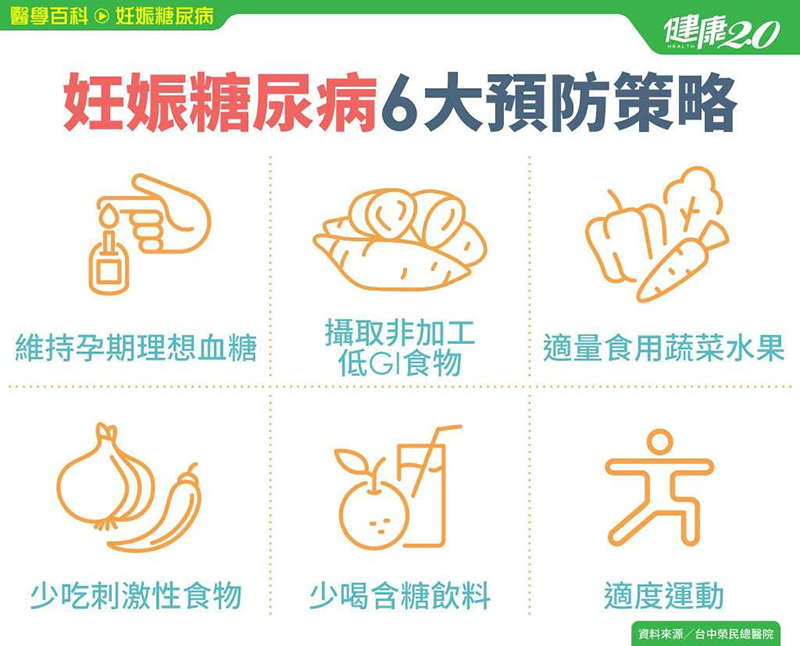 醫學百科 ▶ 妊娠糖尿病
健康2.0
HEALTH
妊娠糖尿病6大預防策略
維持孕期理想血糖
攝取非加工
低GI食物
適量食用蔬菜水果
少吃刺激性食物
少喝含糖飲料
適度運動
資料來源／台中榮民總醫院